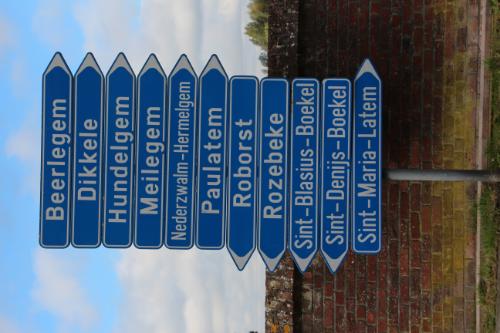 Beerlegem
Dikkele
Hundelgem
Meilegem
Nederzwalm-Hermelgem
Paulatem
Roborst
Rozebeke
Sint-Blasius-Boekel
Sint-Denijs-Boekel
Sint-Maria-Latem